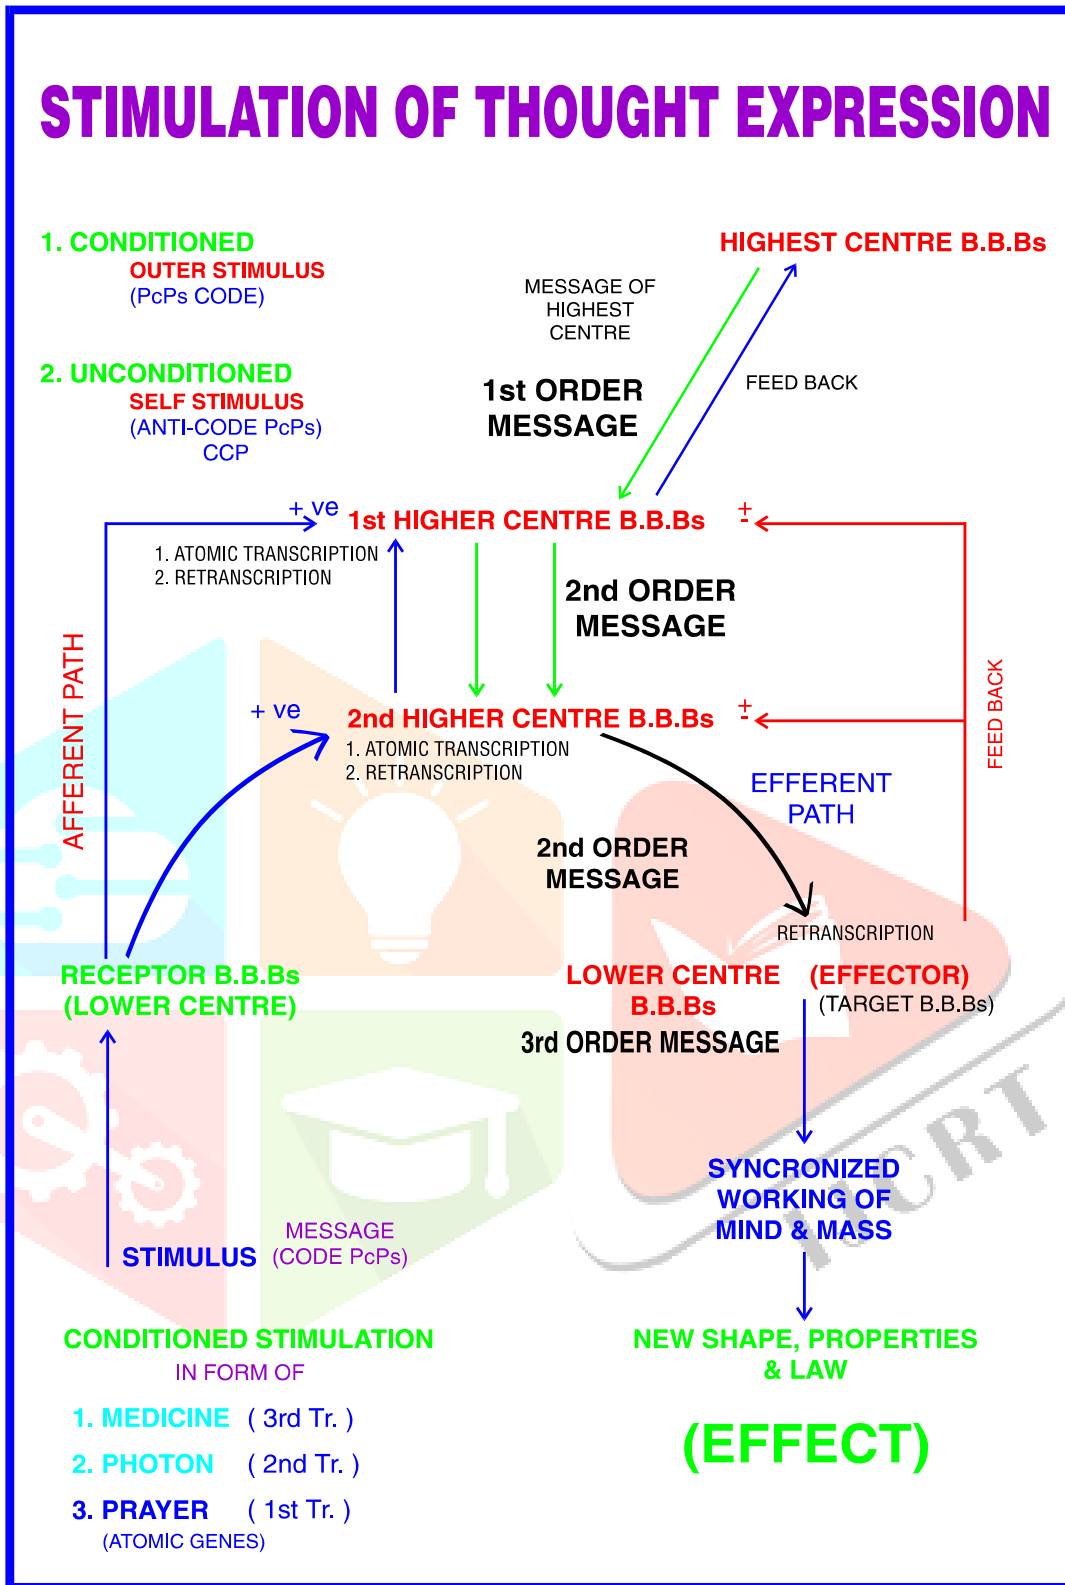 STIMULATION OF THOUGHT EXPRESSION
1. CONDITIONED
OUTER STIMULUS
(PcPs CODE)
2. UNCONDITIONED
SELF STIMULUS
(ANTI-CODE PcPs)
CCP
HIGHEST CENTRE B.B.Bs
MESSAGE OF
HIGHEST
CENTRE
1st ORDER
MESSAGE
FEED BACK
+ ve
1st HIGHER CENTRE B.B.Bs
+
-
1. ATOMIC TRANSCRIPTION
2. RETRANSCRIPTION
2nd ORDER
MESSAGE
AFFERENT PATH
FEED BACK
+ ve
2nd HIGHER CENTRE B.B.Bs
+
-
1. ATOMIC TRANSCRIPTION
2. RETRANSCRIPTION
EFFERENT
PATH
2nd ORDER
MESSAGE
RETRANSCRIPTION
RECEPTOR B.B.Bs
(LOWER CENTRE)
LOWER CENTRE (EFFECTOR)
B.B.Bs (TARGET B.B.Bs)
3rd ORDER MESSAGE
SYNCRONIZED
WORKING OF
MIND & MASS
STIMULUS
MESSAGE
(CODE PcPs)
IJCRT
CONDITIONED STIMULATION
IN FORM OF
1. MEDICINE ( 3rd Tr. )
2. PHOTON ( 2nd Tr. )
3. PRAYER ( 1st Tr. )
(ATOMIC GENES)
NEW SHAPE, PROPERTIES
& LAW
(EFFECT)